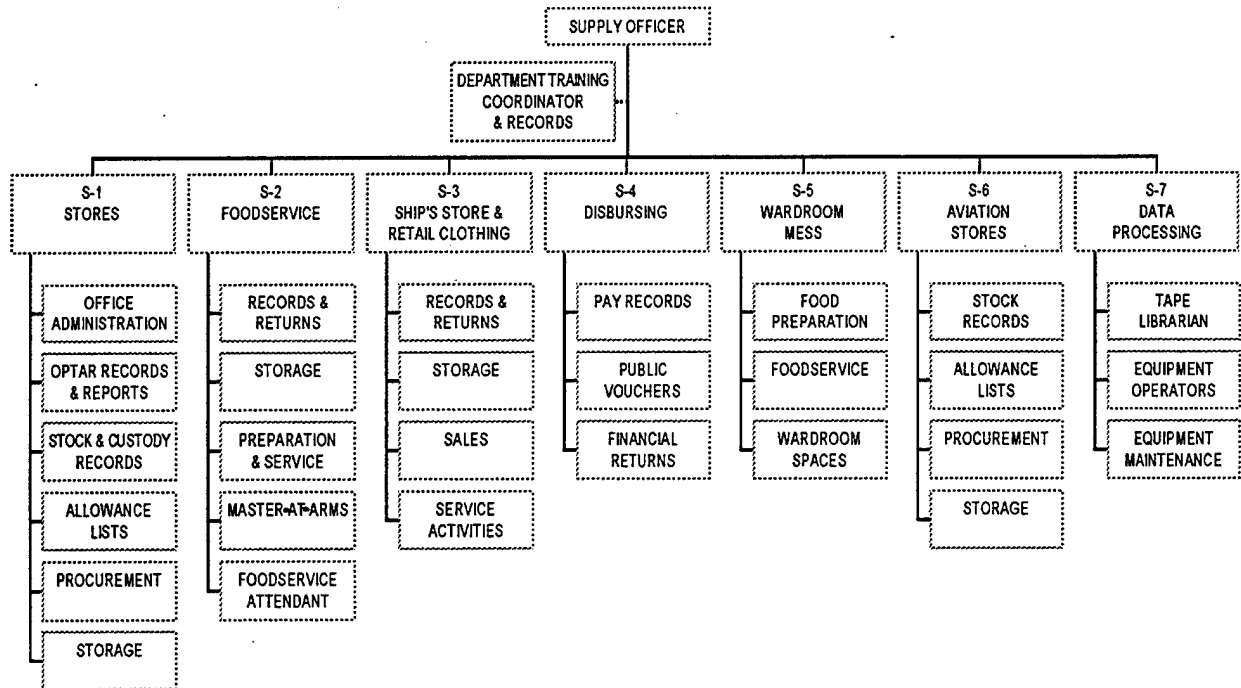 SUPPLY OFFICER
DEPARTMENT TRAINING
COORDINATOR
& RECORDS
S-1
STORES
OFFICE
ADMINISTRATION
OPTAR RECORDS
& REPORTS
STOCK & CUSTODY
RECORDS
ALLOWANCE
LISTS
PROCUREMENT
STORAGE
S-2
FOODSERVICE
RECORDS &
RETURNS
STORAGE
PREPARATION
& SERVICE
MASTER-AT-ARMS
FOODSERVICE
ATTENDANT
S-3
SHIP'S STORE &
RETAIL CLOTHING
RECORDS &
RETURNS
STORAGE
SALES
SERVICE
ACTIVITIES
S-4
DISBURSING
PAY RECORDS
PUBLIC
VOUCHERS
FINANCIAL
RETURNS
S-5
WARDROOM
MESS
FOOD
PREPARATION
FOODSERVICE
WARDROOM
SPACES
S-6
AVIATION
STORES
STOCK
RECORDS
ALLOWANCE
LISTS
PROCUREMENT
STORAGE
S-7
DATA
PROCESSING
TAPE
LIBRARIAN
EQUIPMENT
OPERATORS
EQUIPMENT
MAINTENANCE